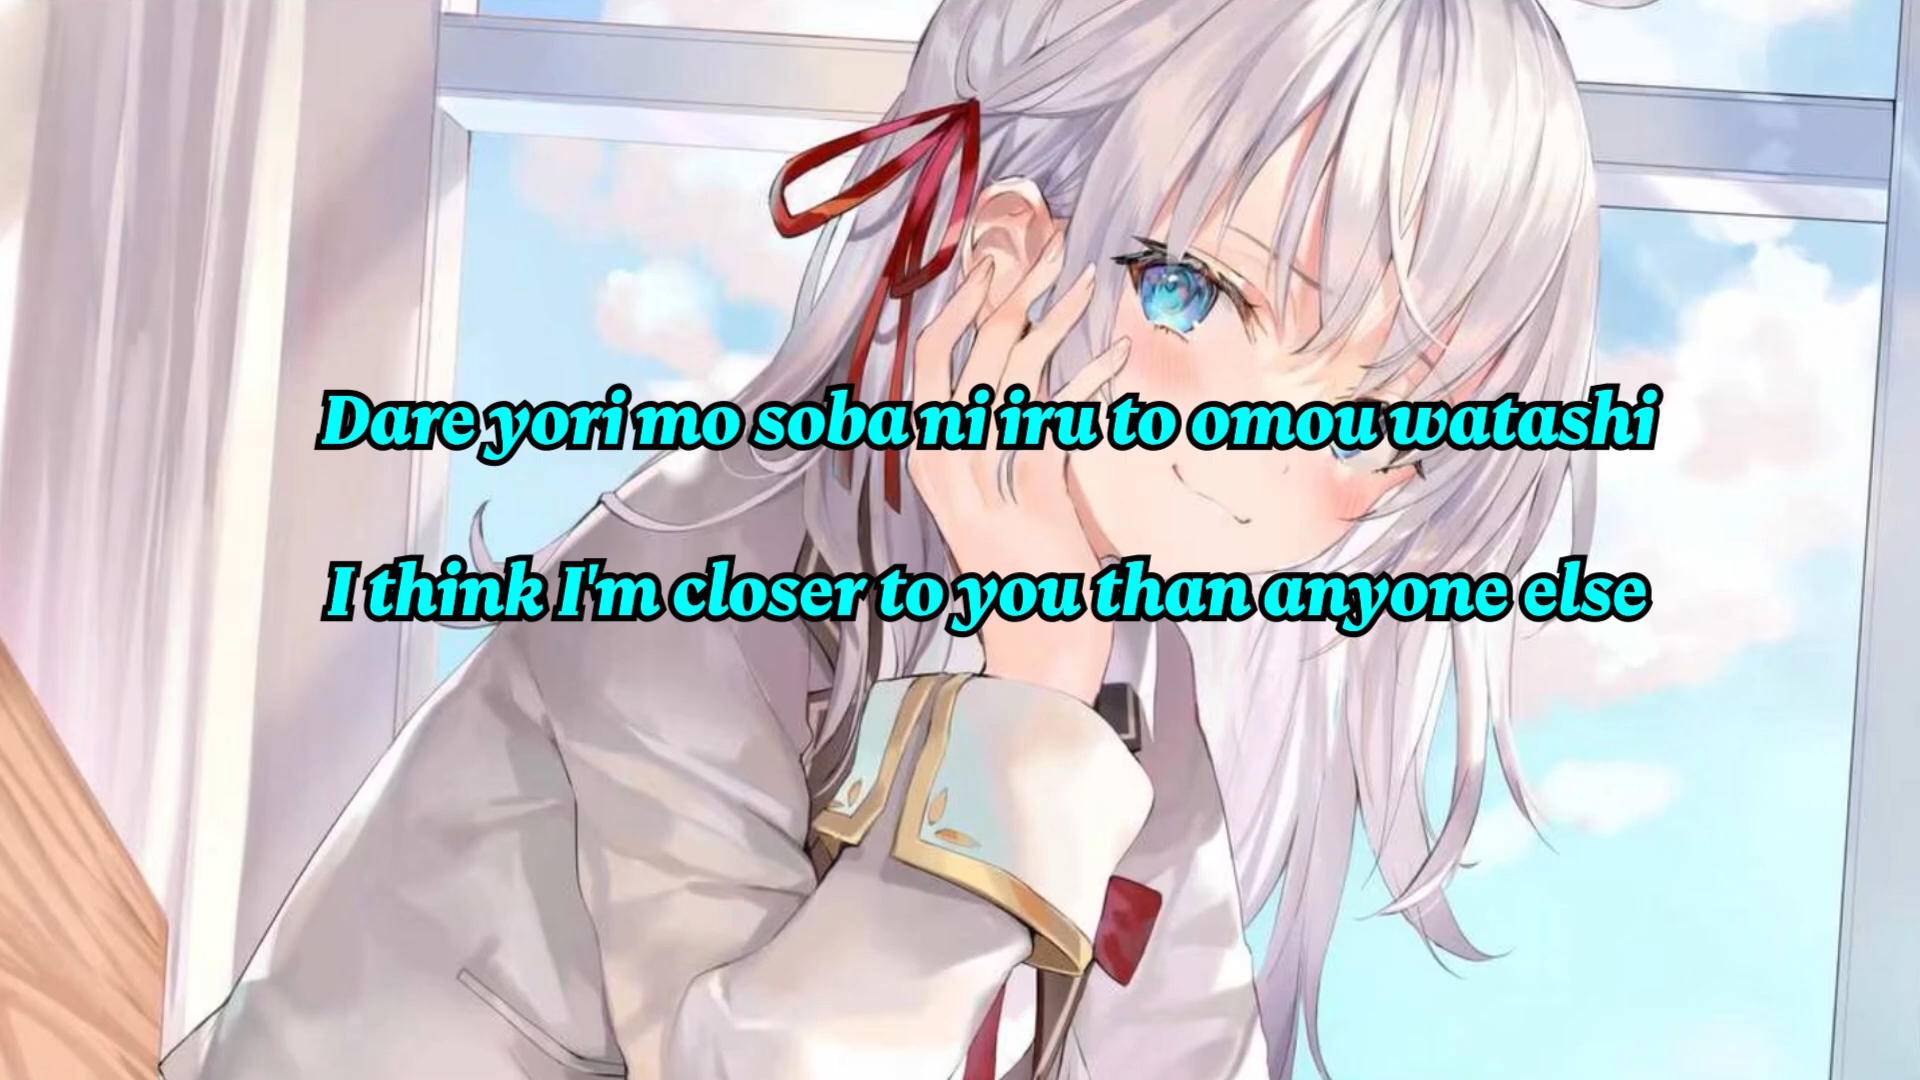 Dare yori mo soba ni iru to omou watashi
I think I'm closer to you than anyone else